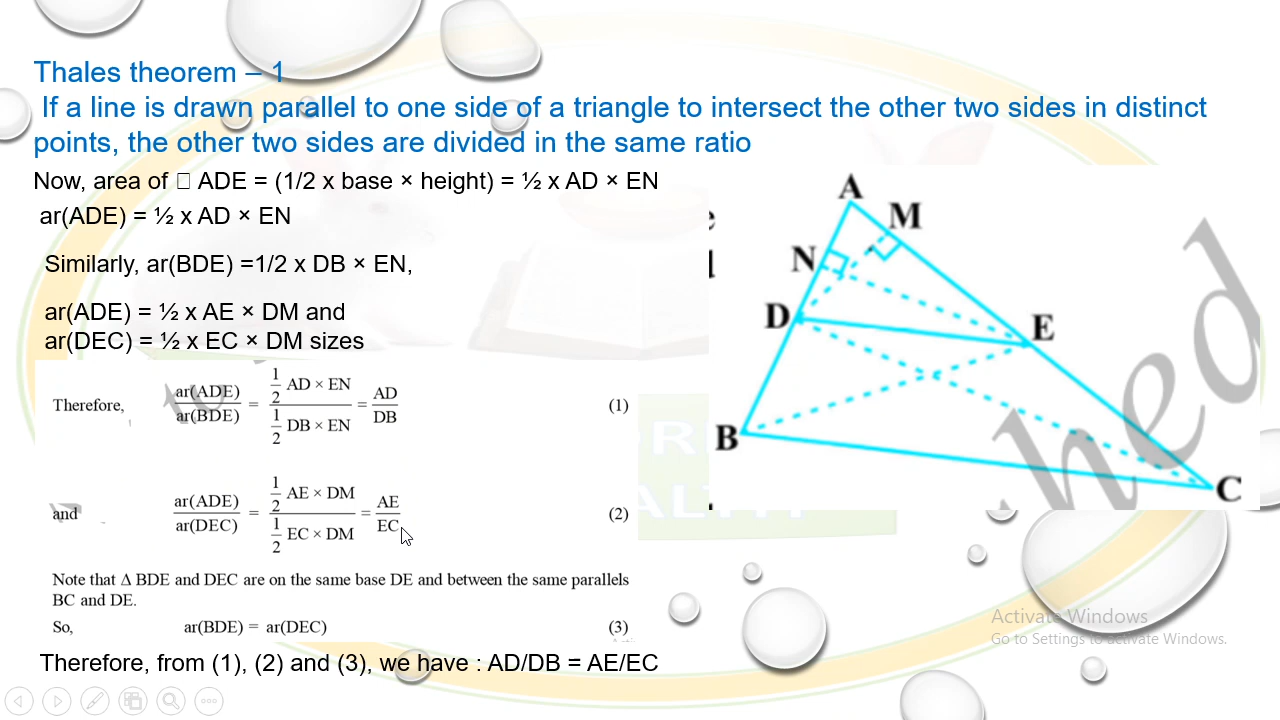 Thales theorem – 1
If a line is drawn parallel to one side of a triangle to intersect the other two sides in distinct
points, the other two sides are divided in the same ratio
Now, area of □ ADE = (1/2 x base × height) = ½ x AD × EN
ar(ADE) = ½ x AD × EN
Similarly, ar(BDE) =1/2 x DB × EN,
ar(ADE) = ½ x AE × DM and
ar(DEC) = ½ x EC × DM sizes
Therefore, ar(ADE)/ar(BDE) = (1/2 AD × EN)/(1/2 DB × EN) = AD/DB (1)
and ar(ADE)/ar(DEC) = (1/2 AE × DM)/(1/2 EC × DM) = AE/EC (2)
Note that Δ BDE and DEC are on the same base DE and between the same parallels
BC and DE.
So, ar(BDE) = ar(DEC) (3)
Therefore, from (1), (2) and (3), we have : AD/DB = AE/EC
A
M
N
D
E
B
C
hed
to
Activate Windows
Go to Settings to activate Windows.